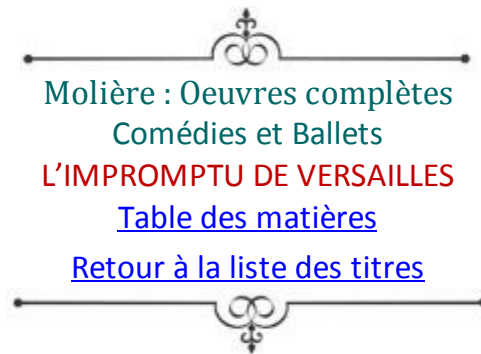 Molière : Oeuvres complètes
Comédies et Ballets
L'IMPROMPTU DE VERSAILLES
Table des matières
Retour à la liste des titres